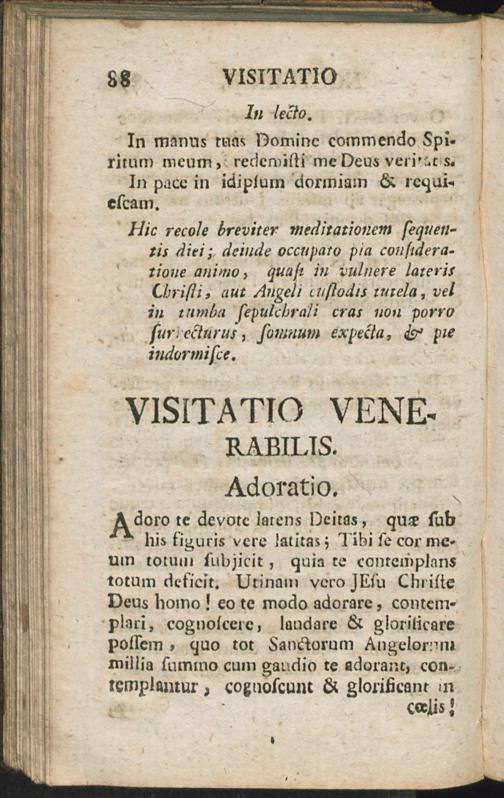 88 VISITATIO
In lecto.
In manus tuas Domine commendo Spi-
ritum meum, redemisti me Deus veritatis.
In pace in idipſum dormiam & requi-
eſcam.
Hic recole breviter meditationem ſequen-
tis diei; deinde occupato pia conſidera-
tione animo, quaſi in vulnere lateris
Chriſti, aut Angeli cuſtodis tutela, vel
in tumba ſepulchrali cras non porro
ſurrecturus, ſomnum expecta, & pie
indormiſce.
VISITATIO VENE-
RABILIS.
Adoratio.
Adoro te devote latens Deitas, quæ ſub
his figuris vere latitas; Tibi ſe cor me-
um totum ſubjicit, quia te contemplans
totum deficit. Utinam vero JEſu Chriſte
Deus homo! eo te modo adorare, contem-
plari, cognoſcere, laudare & glorificare
poſſem, quo tot Sanctorum Angelorum
millia ſummo cum gaudio te adorant, con-
templantur, cognoſcunt & glorificant in
cœlis!